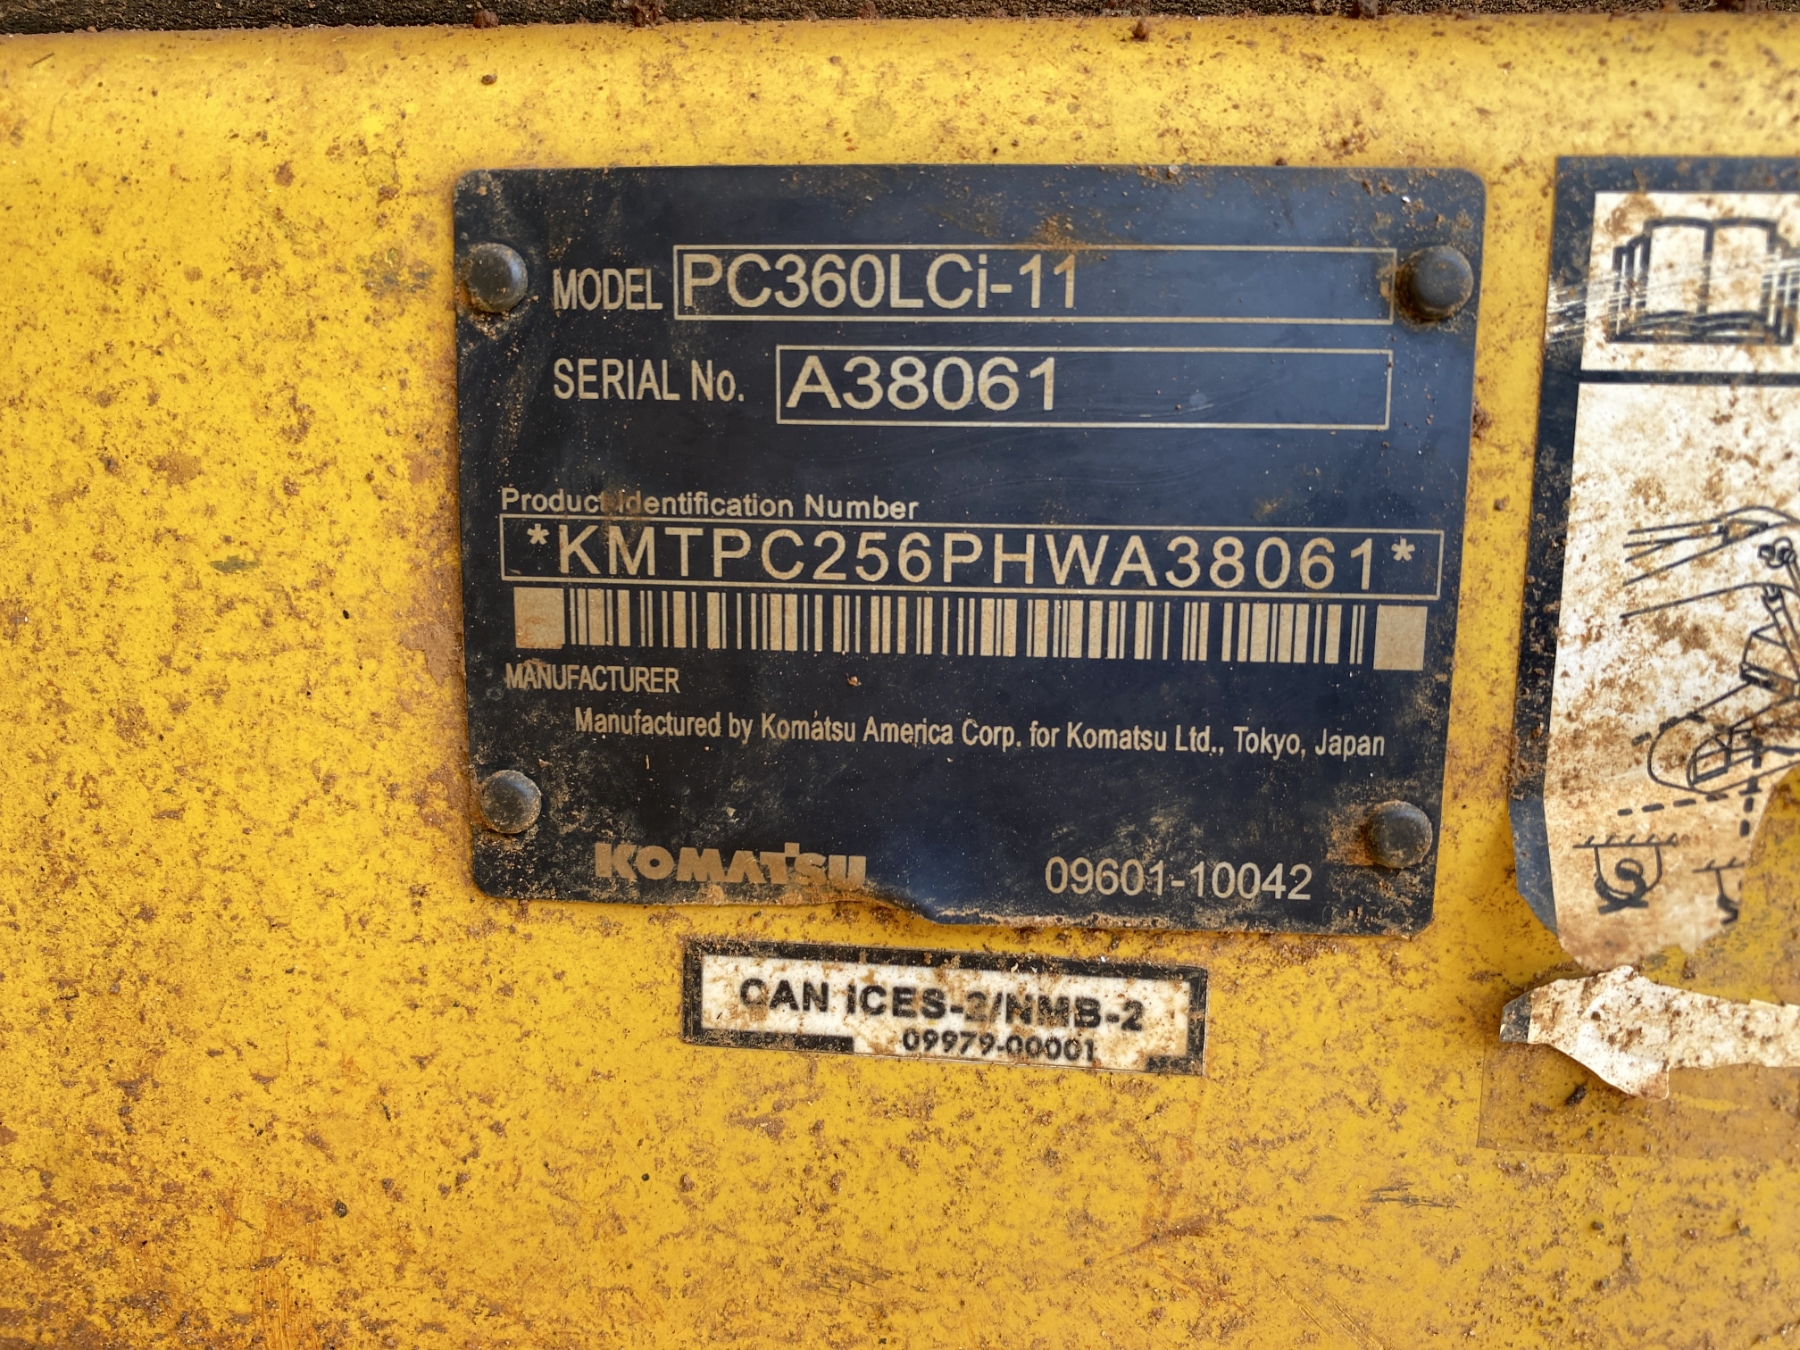 MODEL PC360LCi-11
SERIAL No. A38061
Product Identification Number
*KMTPC256PHWA38061*
MANUFACTURER
Manufactured by Komatsu America Corp. for Komatsu Ltd., Tokyo, Japan
KOMATSU 09601-10042
CAN ICES-2/NMB-2
09979-00001